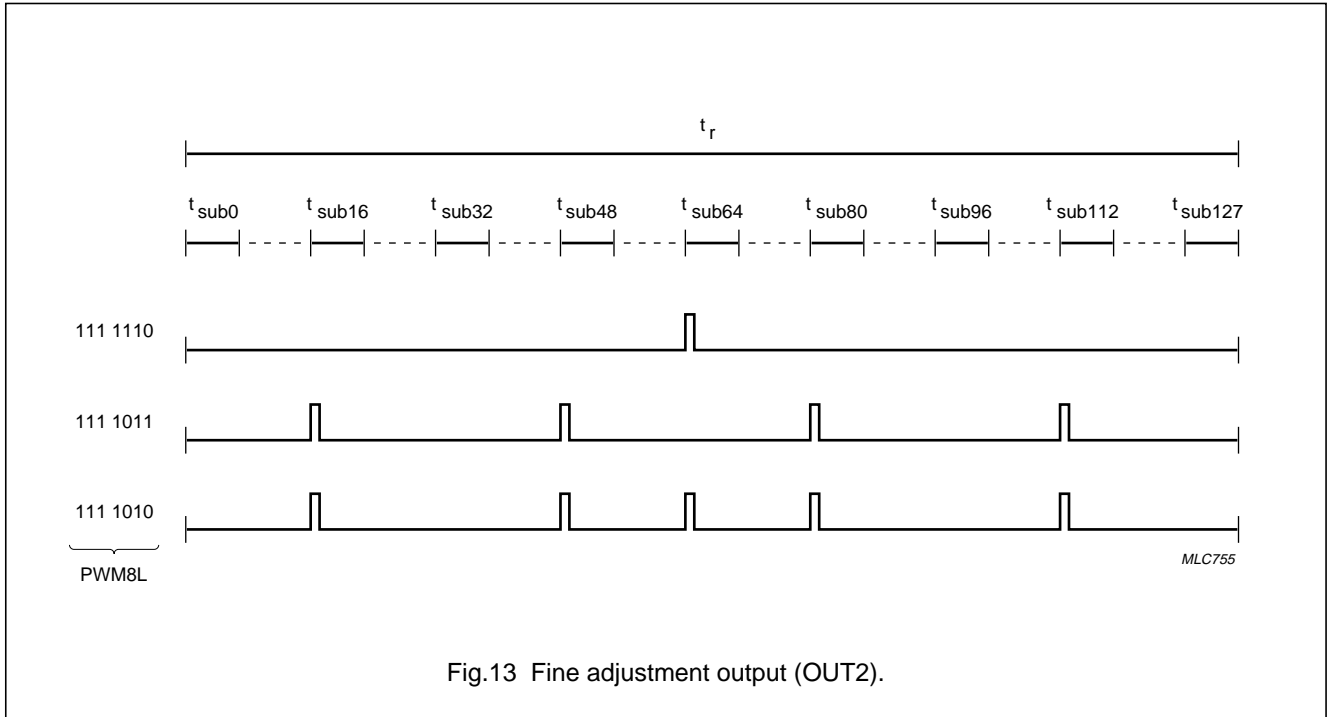 t r
t sub0 t sub16 t sub32 t sub48 t sub64 t sub80 t sub96 t sub112 t sub127
111 1110
111 1011
111 1010
PWM8L
MLC755
Fig.13 Fine adjustment output (OUT2).